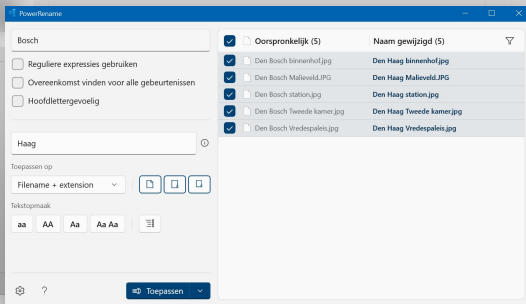 PowerRename
Bosch
Reguliere expressies gebruiken
Overeenkomst vinden voor alle gebeurtenissen
Hoofdlettergevoelig
Haag
Toepassen op
Filename + extension
Tekstopmaak
aa AA Aa Aa Aa
Toepassen
Oorspronkelijk (5) Naam gewijzigd (5)
Den Bosch binnenhof.jpg Den Haag binnenhof.jpg
Den Bosch Malieveld.JPG Den Haag Malieveld.JPG
Den Bosch station.jpg Den Haag station.jpg
Den Bosch Tweede kamer.jpg Den Haag Tweede kamer.jpg
Den Bosch Vredespaleis.jpg Den Haag Vredespaleis.jpg